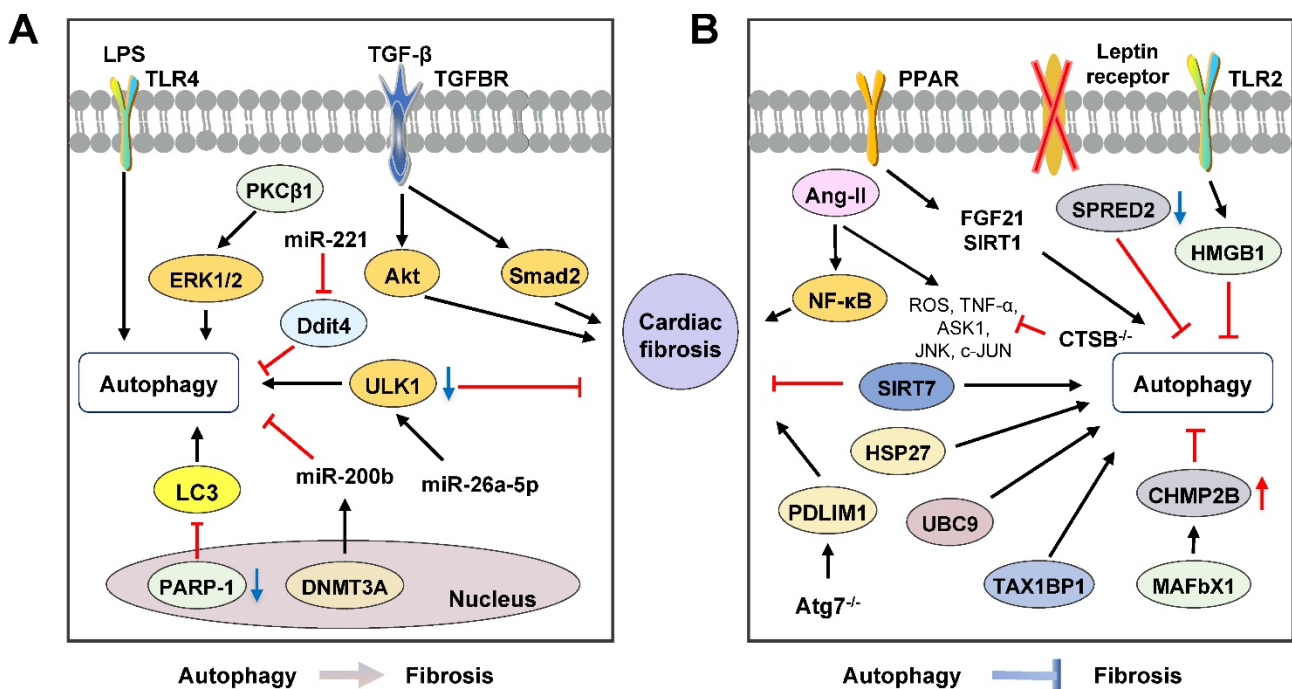 A
LPS
TLR4
TGF-β
TGFBR
PKCβ1
miR-221
ERK1/2
Akt
Smad2
Ddit4
Autophagy
ULK1
LC3
miR-200b
miR-26a-5p
PARP-1
DNMT3A
Nucleus
Autophagy
Fibrosis
Cardiac
fibrosis
B
PPAR
Leptin
receptor
TLR2
Ang-II
FGF21
SIRT1
SPRED2
HMGB1
NF-κB
ROS, TNF-α,
ASK1,
JNK, c-JUN
CTSB-/-
SIRT7
Autophagy
HSP27
PDLIM1
UBC9
CHMP2B
TAX1BP1
MAFbX1
Atg7-/-
Autophagy
Fibrosis